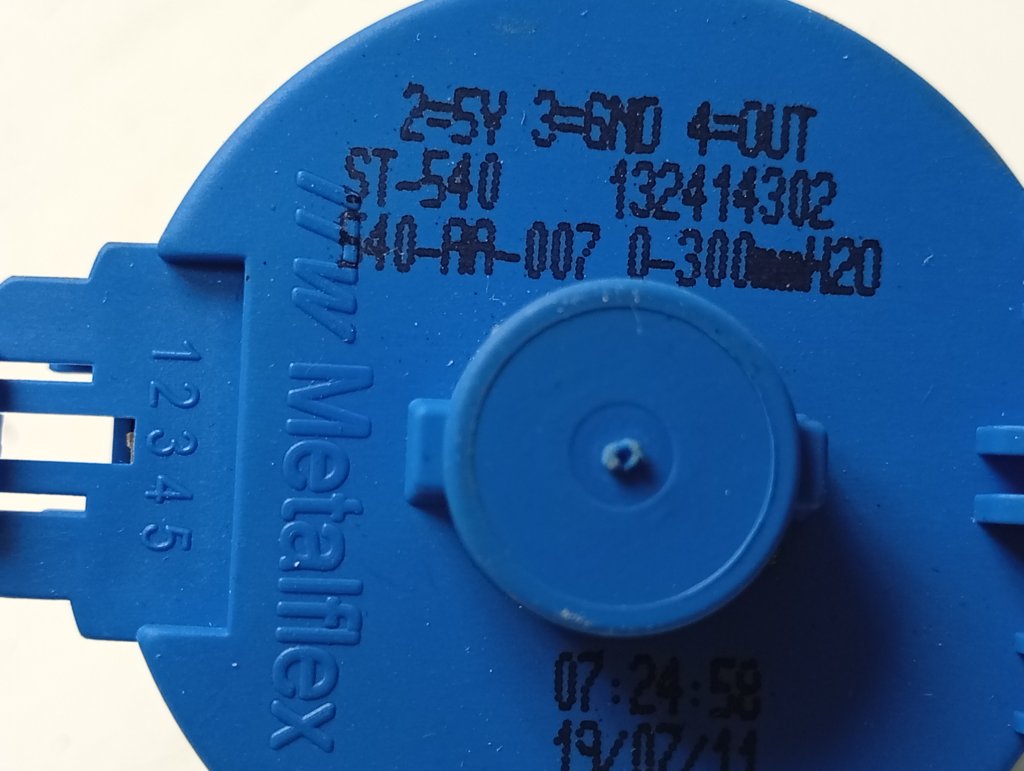 2=5V 3=GND 4=OUT
ST-540 132414302
540-AA-007 0-300mmH2O
Metalflex
1 2 3 4 5
07:24:58
19/07/11